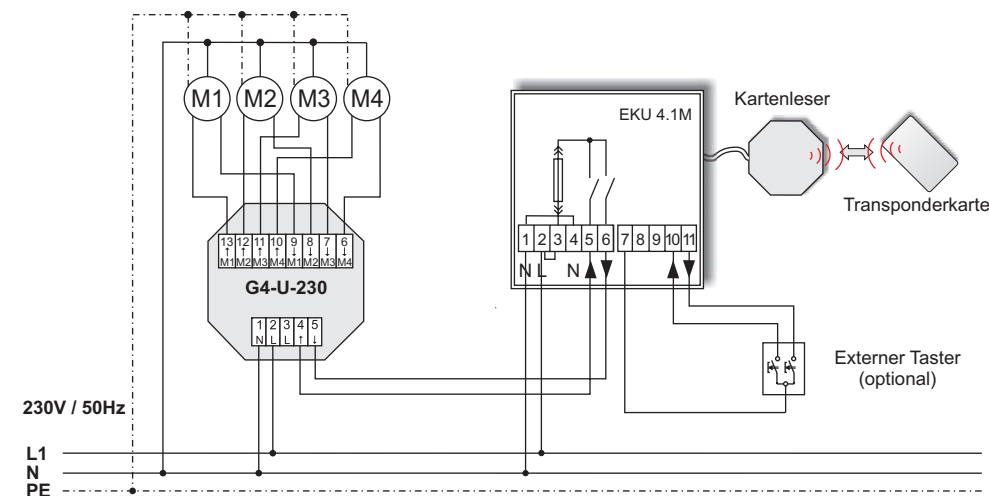 M1 M2 M3 M4
EKU 4.1M
Kartenleser
Transponderkarte
1 2 3 4 5 6 7 8 9 10 11
N L N
13 12 11 10 9 8 7 6
↑ ↑ ↑ ↑ ↓ ↓ ↓ ↓
M1 M2 M3 M4 M1 M2 M3 M4
G4-U-230
1 2 3 4 5
N L L ↑ ↓
Externer Taster
(optional)
230V / 50Hz
L1
N
PE